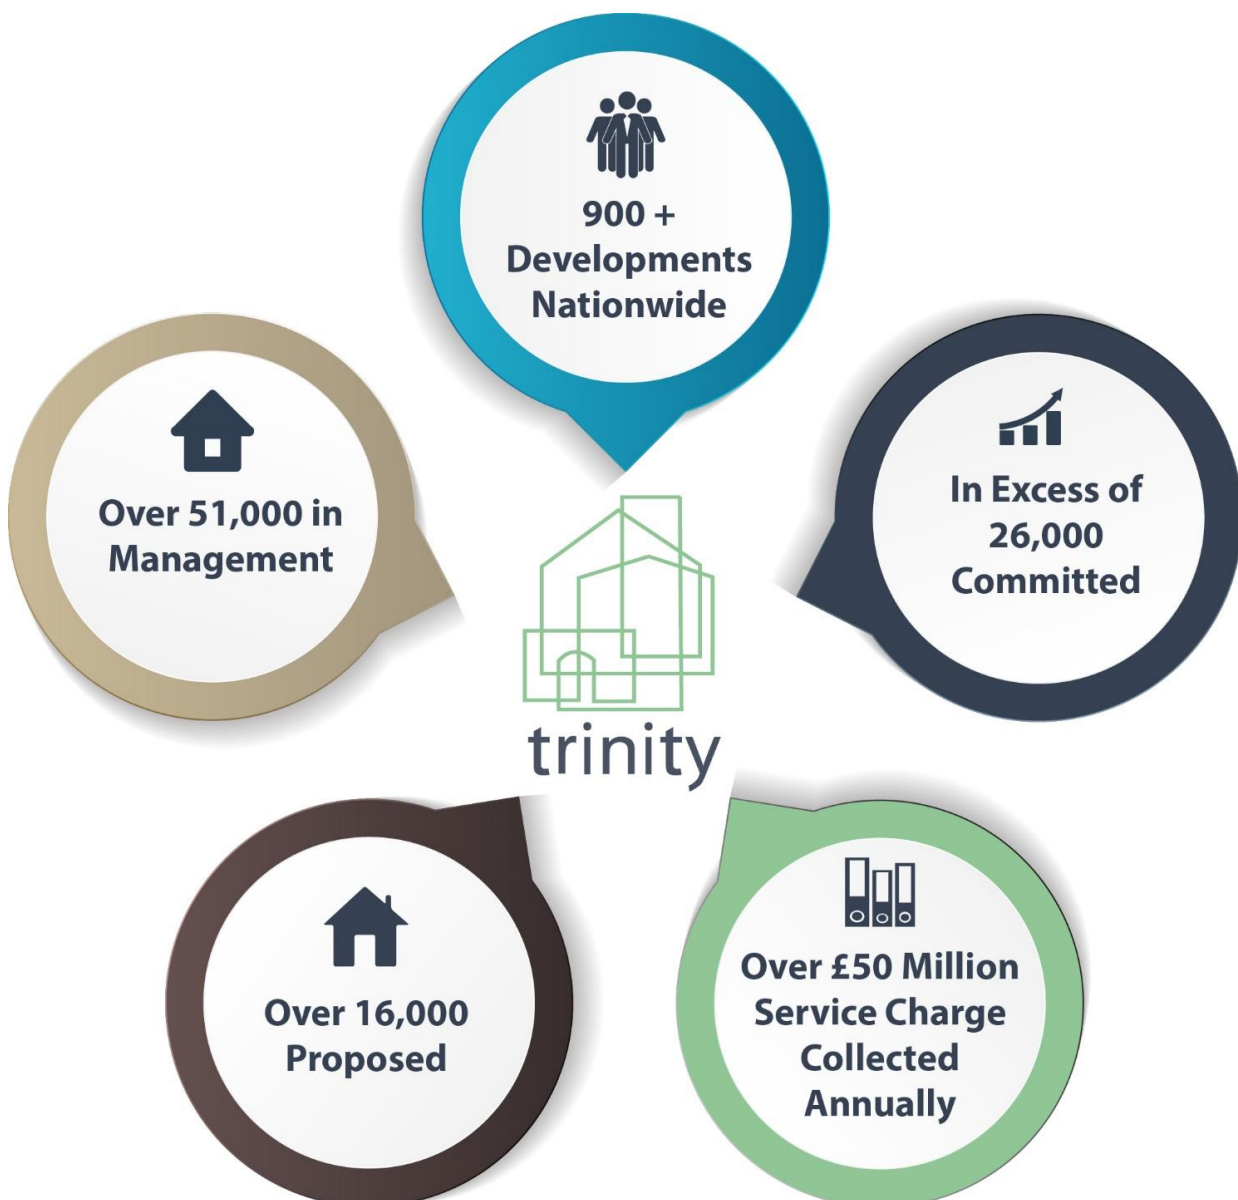 900 +
Developments
Nationwide
Over 51,000 in
Management
In Excess of
26,000
Committed
trinity
Over 16,000
Proposed
Over £50 Million
Service Charge
Collected
Annually